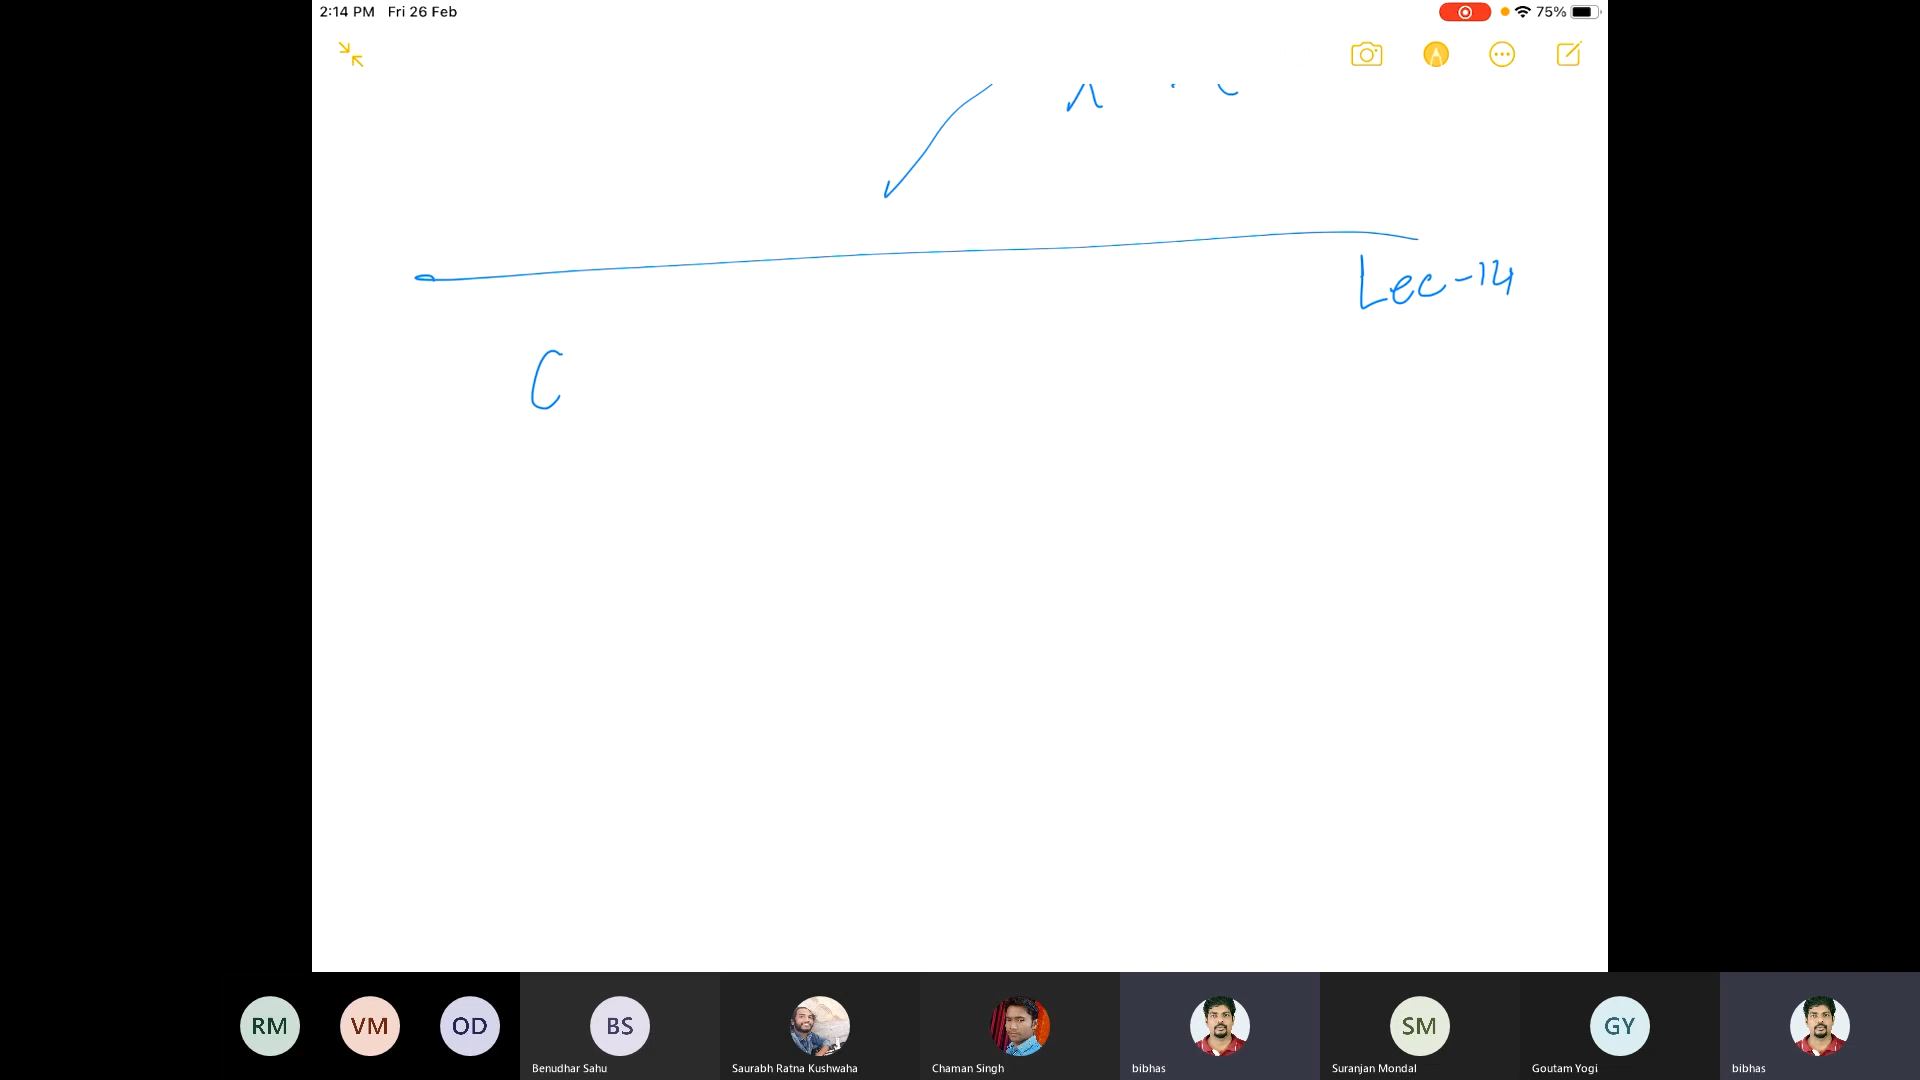 2:14 PM Fri 26 Feb 75%
Lec-14
C
RM VM OD BS SM GY
Benudhar Sahu Saurabh Ratna Kushwaha Chaman Singh bibhas Suranjan Mondal Goutam Yogi bibhas